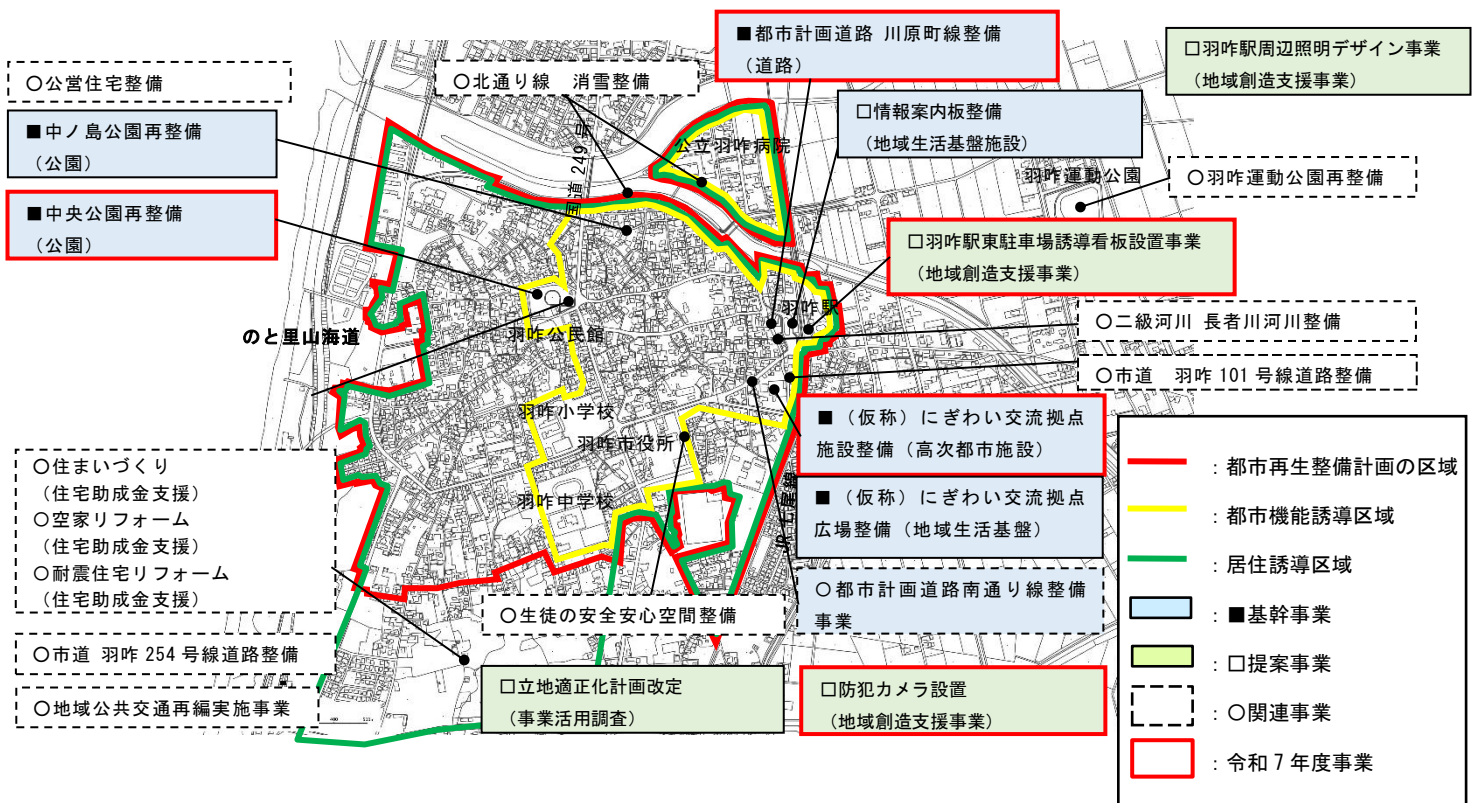 ■都市計画道路 川原町線整備
（道路）
□羽咋駅周辺照明デザイン事業
（地域創造支援事業）
○公営住宅整備
○北通り線　消雪整備
■中ノ島公園再整備
（公園）
□情報案内板整備
（地域生活基盤施設）
国道 249 号
公立羽咋病院
羽咋運動公園
○羽咋運動公園再整備
■中央公園再整備
（公園）
□羽咋駅東駐車場誘導看板設置事業
（地域創造支援事業）
羽咋駅
のと里山海道
羽咋公民館
○二級河川 長者川河川整備
○市道　羽咋 101 号線道路整備
羽咋小学校
羽咋市役所
羽咋中学校
JR七尾線
■（仮称）にぎわい交流拠点
施設整備（高次都市施設）
■（仮称）にぎわい交流拠点
広場整備（地域生活基盤）
○都市計画道路南通り線整備
事業
○住まいづくり
（住宅助成金支援）
○空家リフォーム
（住宅助成金支援）
○耐震住宅リフォーム
（住宅助成金支援）
○生徒の安全安心空間整備
○市道 羽咋 254 号線道路整備
○地域公共交通再編実施事業
□立地適正化計画改定
（事業活用調査）
□防犯カメラ設置
（地域創造支援事業）
：都市再生整備計画の区域
：都市機能誘導区域
：居住誘導区域
：■基幹事業
：□提案事業
：○関連事業
：令和７年度事業